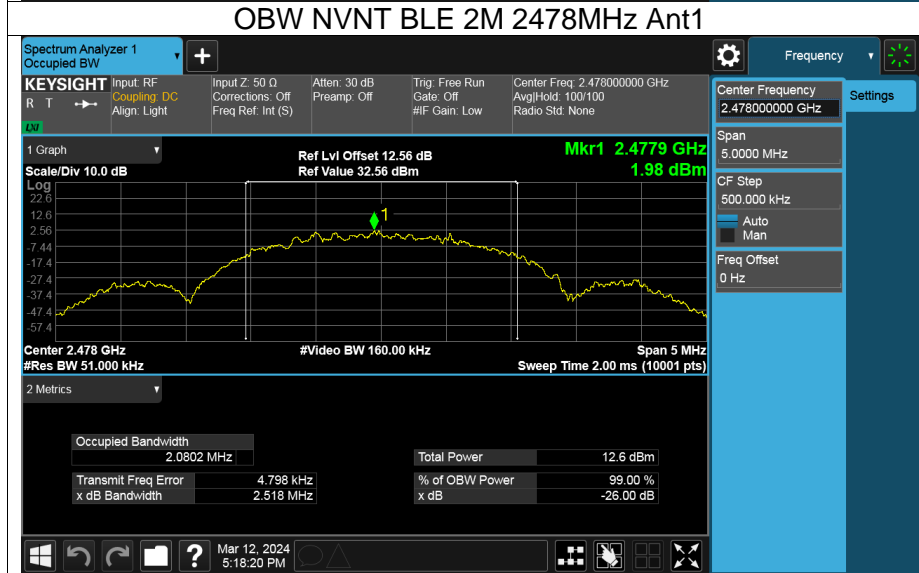 OBW NVNT BLE 2M 2478MHz Ant1
Spectrum Analyzer 1
Occupied BW
+
Frequency
KEYSIGHT
R T
LXI
Input: RF
Coupling: DC
Align: Light
Input Z: 50 Ω
Corrections: Off
Freq Ref: Int (S)
Atten: 30 dB
Preamp: Off
Trig: Free Run
Gate: Off
#IF Gain: Low
Center Freq: 2.478000000 GHz
Avg|Hold: 100/100
Radio Std: None
Center Frequency
2.478000000 GHz
Settings
Span
5.0000 MHz
CF Step
500.000 kHz
Auto
Man
Freq Offset
0 Hz
1 Graph
Ref Lvl Offset 12.56 dB
Mkr1 2.4779 GHz
Scale/Div 10.0 dB
Ref Value 32.56 dBm
1.98 dBm
Log
22.6
12.6
2.56
-7.44
-17.4
-27.4
-37.4
-47.4
-57.4
1
Center 2.478 GHz
#Video BW 160.00 kHz
Span 5 MHz
#Res BW 51.000 kHz
Sweep Time 2.00 ms (10001 pts)
2 Metrics
Occupied Bandwidth
2.0802 MHz
Total Power 12.6 dBm
Transmit Freq Error 4.798 kHz
% of OBW Power 99.00 %
x dB Bandwidth 2.518 MHz
x dB -26.00 dB
?
Mar 12, 2024
5:18:20 PM